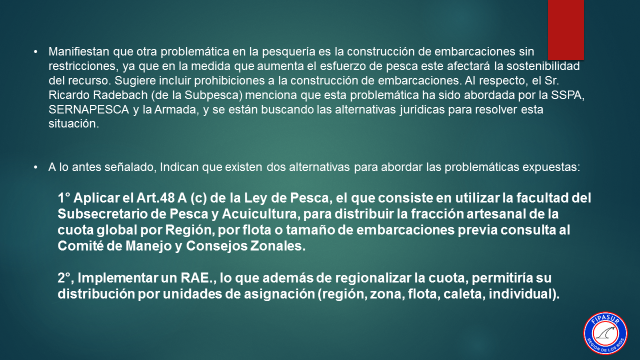 • Manifiestan que otra problemática en la pesquería es la construcción de embarcaciones sin
restricciones, ya que en la medida que aumenta el esfuerzo de pesca este afectará la sostenibilidad
del recurso. Sugiere incluir prohibiciones a la construcción de embarcaciones. Al respecto, el Sr.
Ricardo Radebach (de la Subpesca) menciona que esta problemática ha sido abordada por la SSPA,
SERNAPESCA y la Armada, y se están buscando las alternativas jurídicas para resolver esta
situación.
• A lo antes señalado, Indican que existen dos alternativas para abordar las problemáticas expuestas:
1° Aplicar el Art.48 A (c) de la Ley de Pesca, el que consiste en utilizar la facultad del
Subsecretario de Pesca y Acuicultura, para distribuir la fracción artesanal de la
cuota global por Región, por flota o tamaño de embarcaciones previa consulta al
Comité de Manejo y Consejos Zonales.
2°, Implementar un RAE., lo que además de regionalizar la cuota, permitiría su
distribución por unidades de asignación (región, zona, flota, caleta, individual).
FIPASUR
REGION DE LOS RIOS